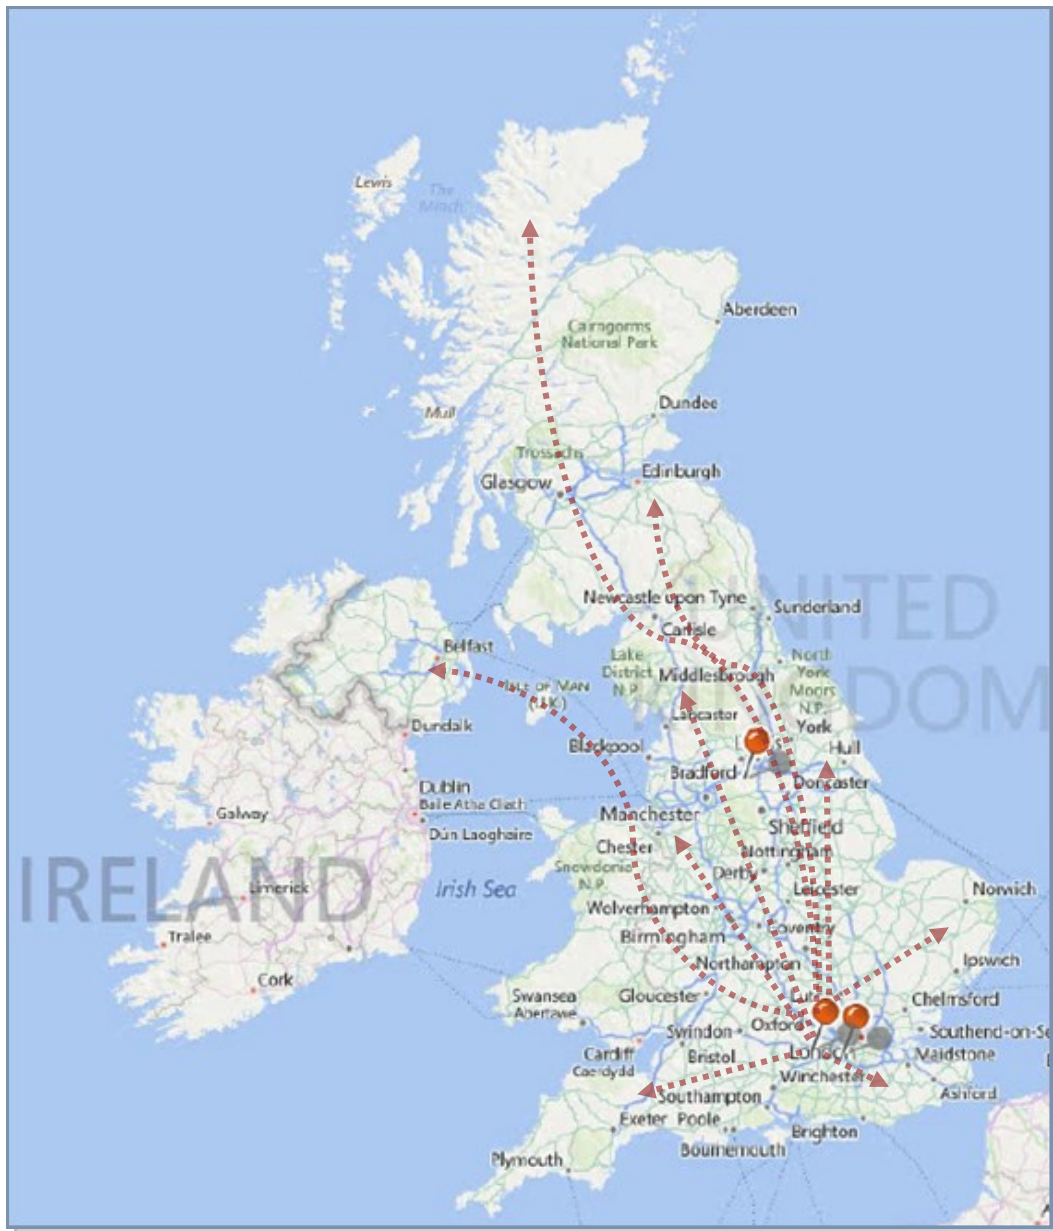 Lewis
The
Minch
Aberdeen
Cairngorms
National Park
Dundee
Mull
Trossachs
Edinburgh
Glasgow
UNITED
Newcastle upon Tyne
Sunderland
Carlisle
Belfast
Lake
District
N.P.
North
York
Moors
N.P.
Middlesbrough
KINGDOM
ISLE OF MAN
(U.K.)
Lancaster
York
Dundalk
Blackpool
Hull
Bradford
Doncaster
Dublin
Baile Átha Cliath
Galway
Manchester
Dún Laoghaire
Sheffield
Chester
Nottingham
Snowdonia
N.P.
Derby
IRELAND
Limerick
Irish Sea
Leicester
Norwich
Wolverhampton
Coventry
Tralee
Birmingham
Northampton
Ipswich
Cork
Swansea
Abertawe
Gloucester
Luton
Chelmsford
Oxford
Swindon
Southend-on-Se
Cardiff
Caerdydd
Bristol
London
Maidstone
Winchester
Ashford
Southampton
Exeter
Poole
Brighton
Bournemouth
Plymouth